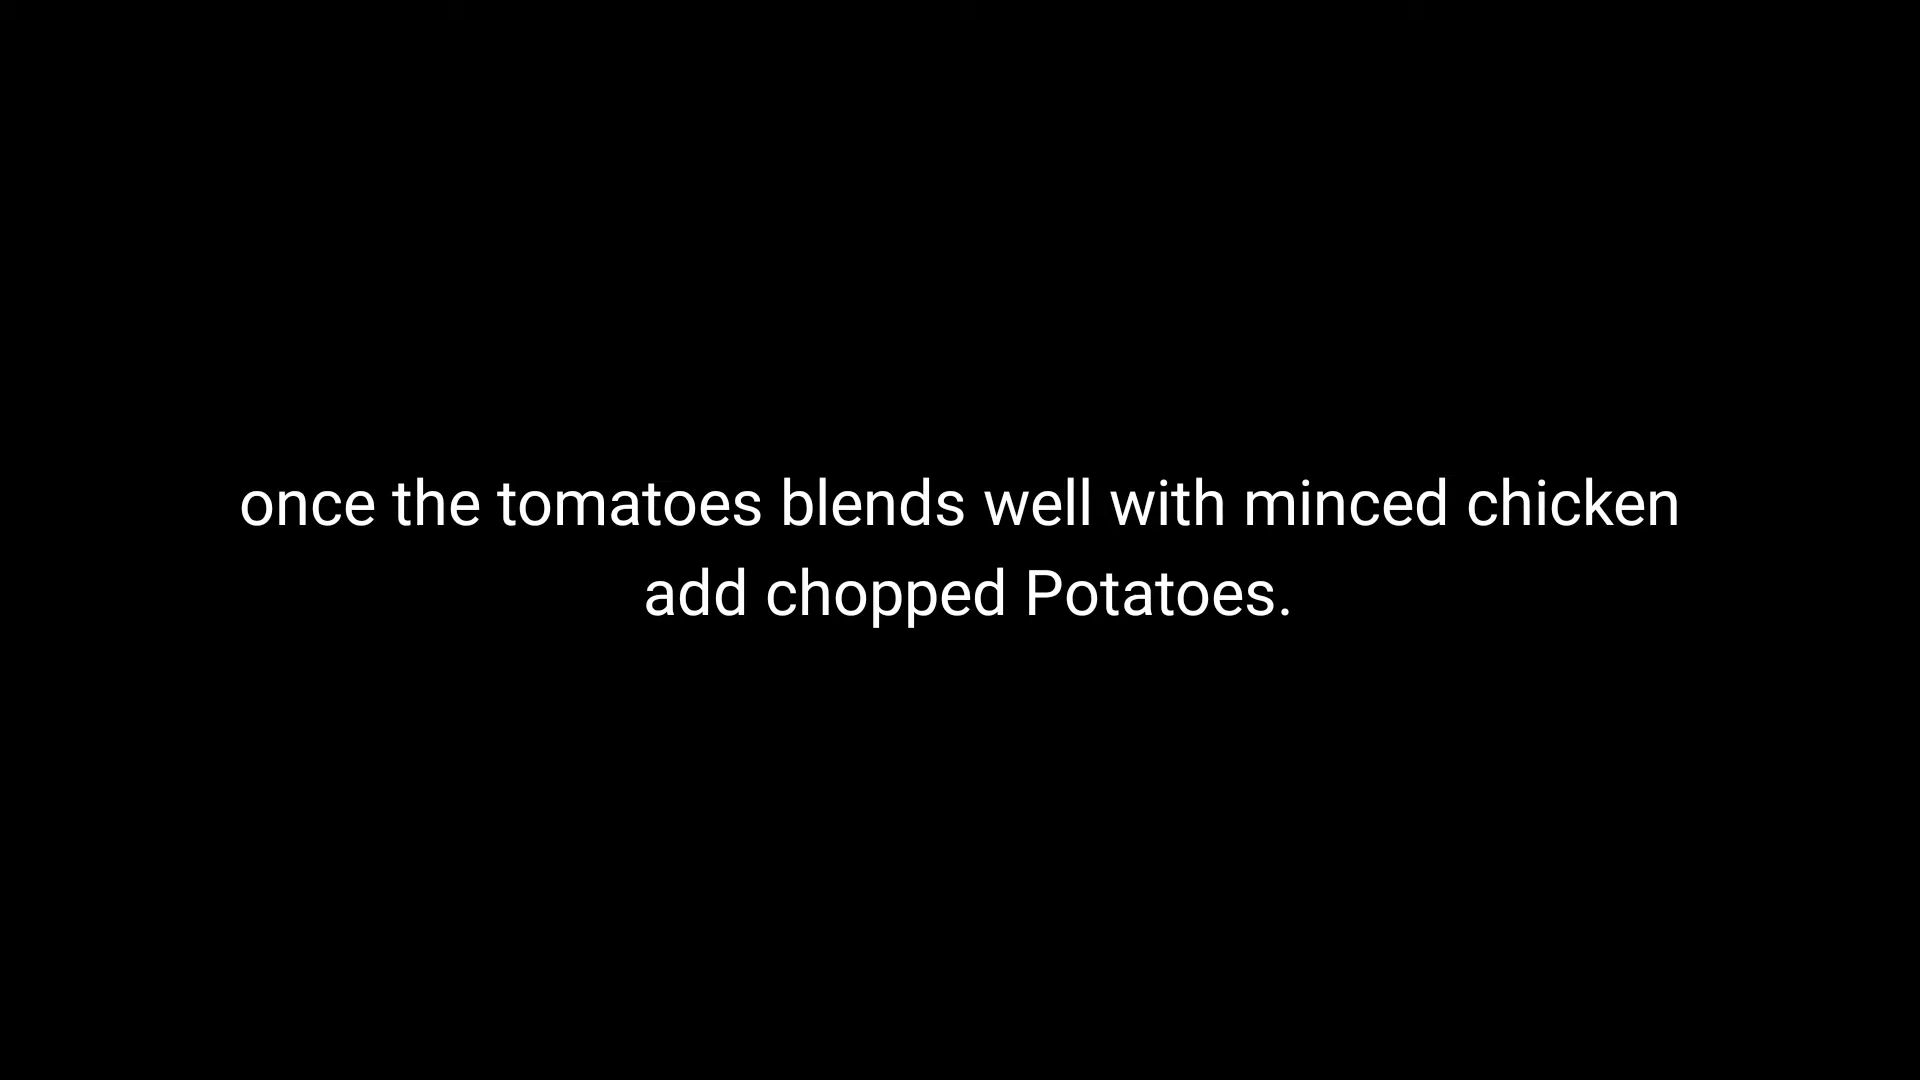 once the tomatoes blends well with minced chicken
add chopped Potatoes.